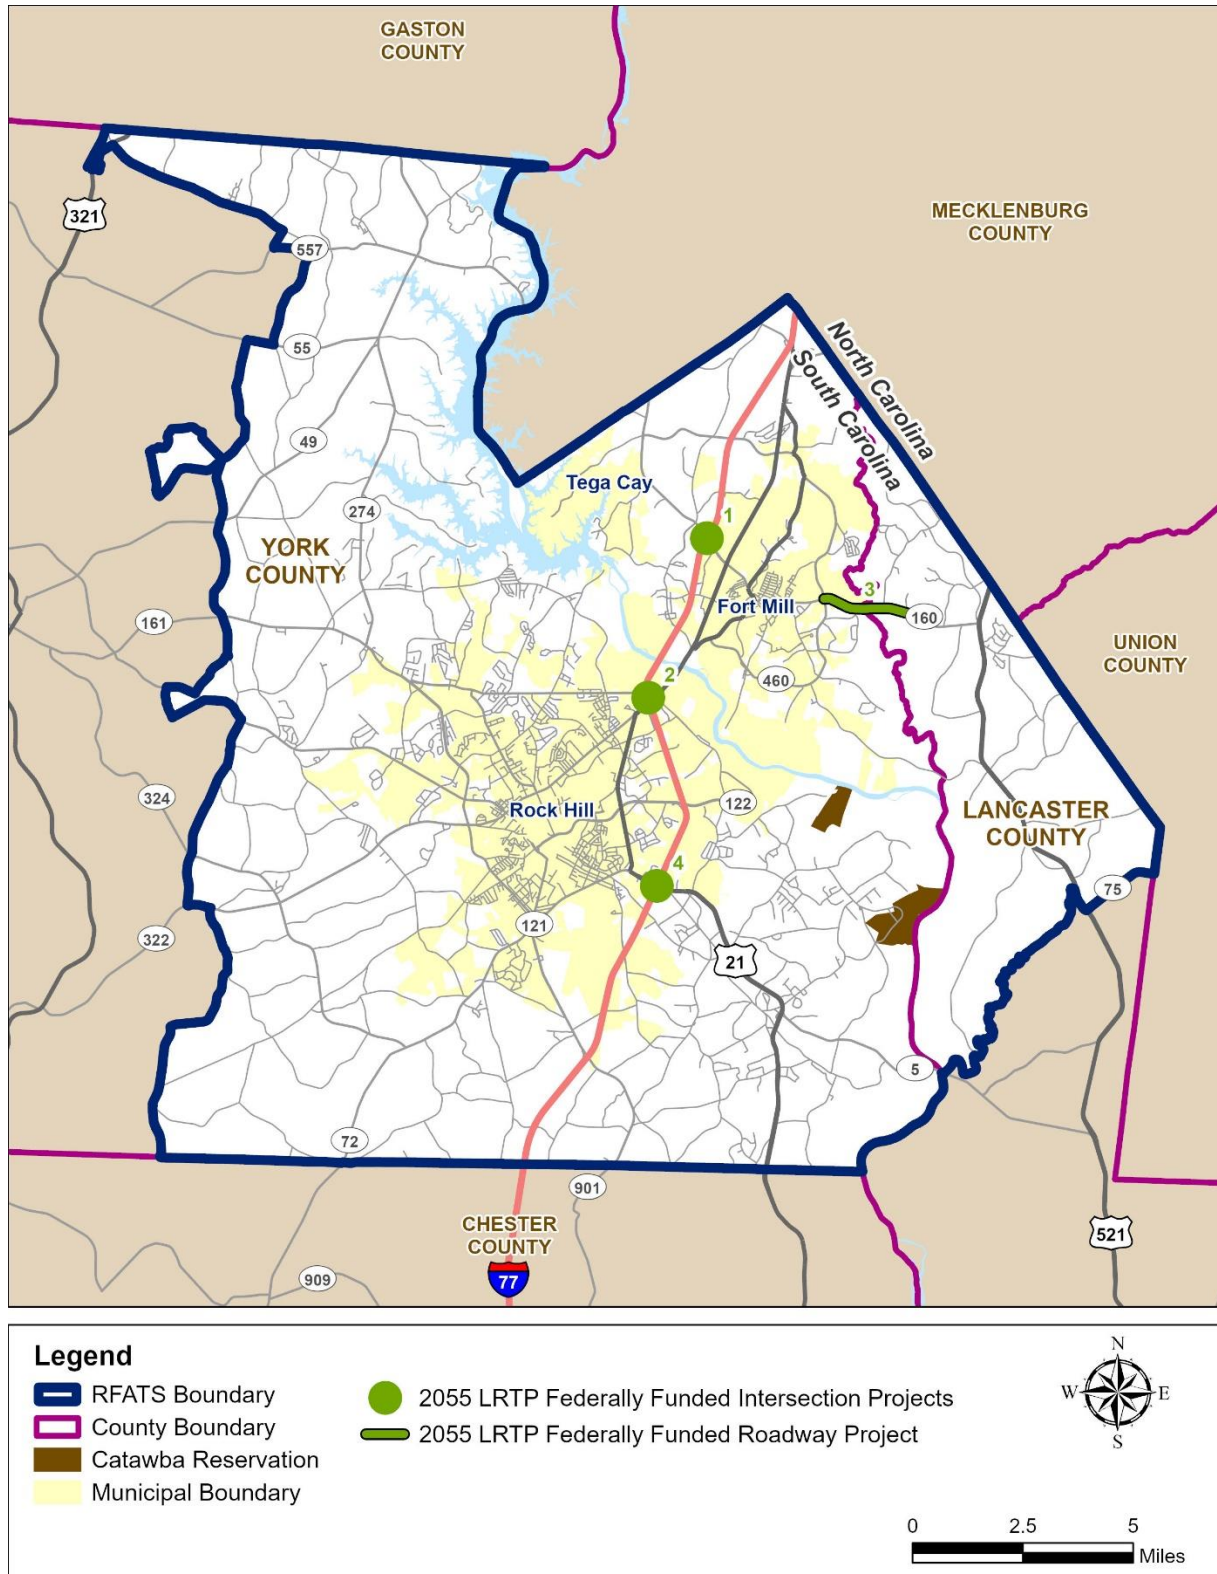 GASTON
COUNTY
MECKLENBURG
COUNTY
321
557
North Carolina
South Carolina
55
49
Tega Cay
274
1
YORK
COUNTY
3
Fort Mill
160
161
UNION
COUNTY
2
460
324
Rock Hill
122
LANCASTER
COUNTY
4
75
322
121
21
5
72
901
CHESTER
COUNTY
521
909
77
Legend
RFATS Boundary
County Boundary
Catawba Reservation
Municipal Boundary
2055 LRTP Federally Funded Intersection Projects
2055 LRTP Federally Funded Roadway Project
N
W E
S
0 2.5 5
Miles